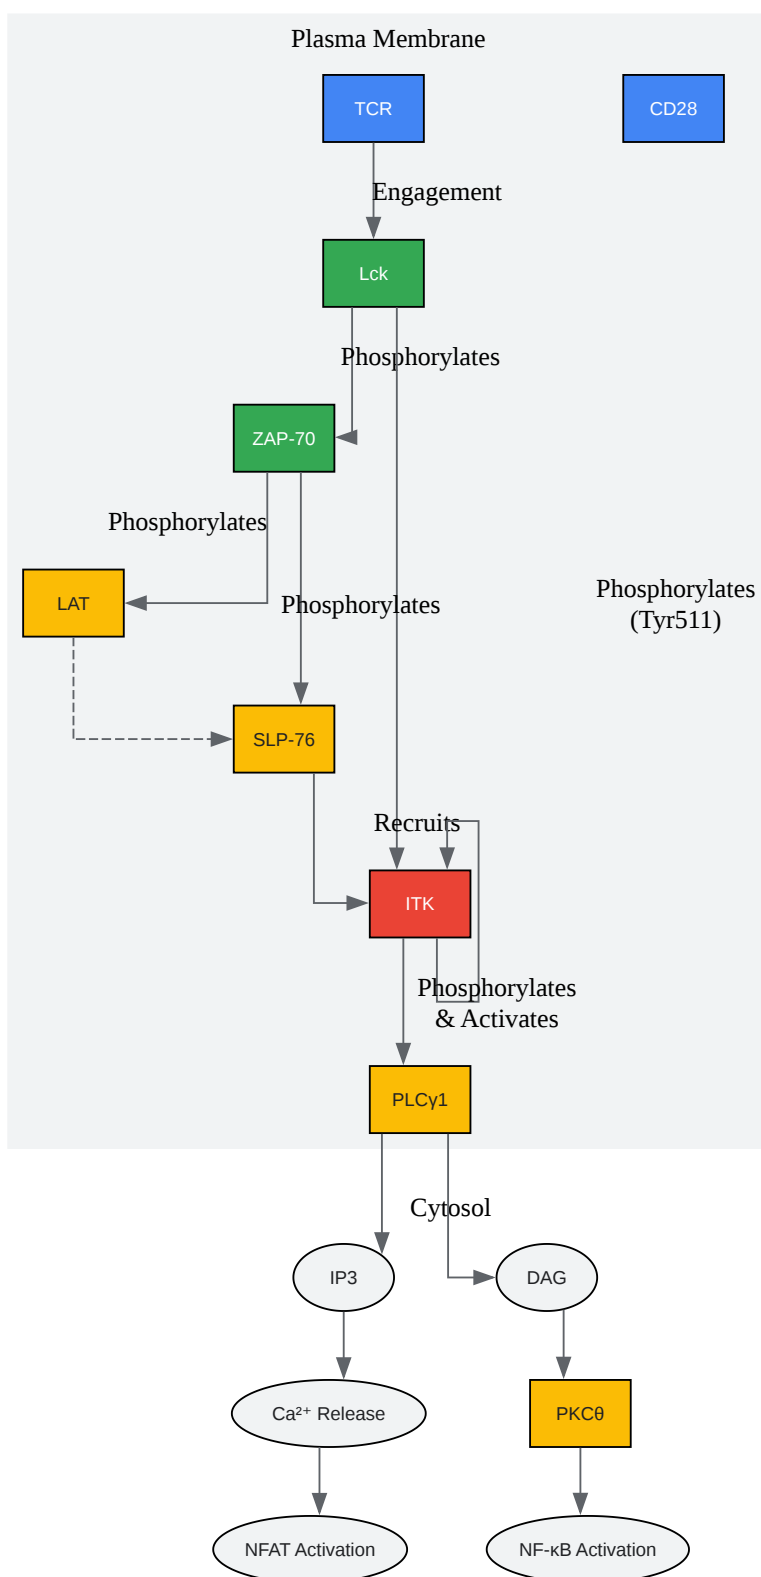 Plasma Membrane
TCR
CD28
Engagement
Lck
Phosphorylates
ZAP-70
Phosphorylates
LAT
Phosphorylates
Phosphorylates
(Tyr511)
SLP-76
Recruits
ITK
Phosphorylates
& Activates
PLCγ1
Cytosol
IP3
DAG
Ca²⁺ Release
PKCθ
NFAT Activation
NF-κB Activation